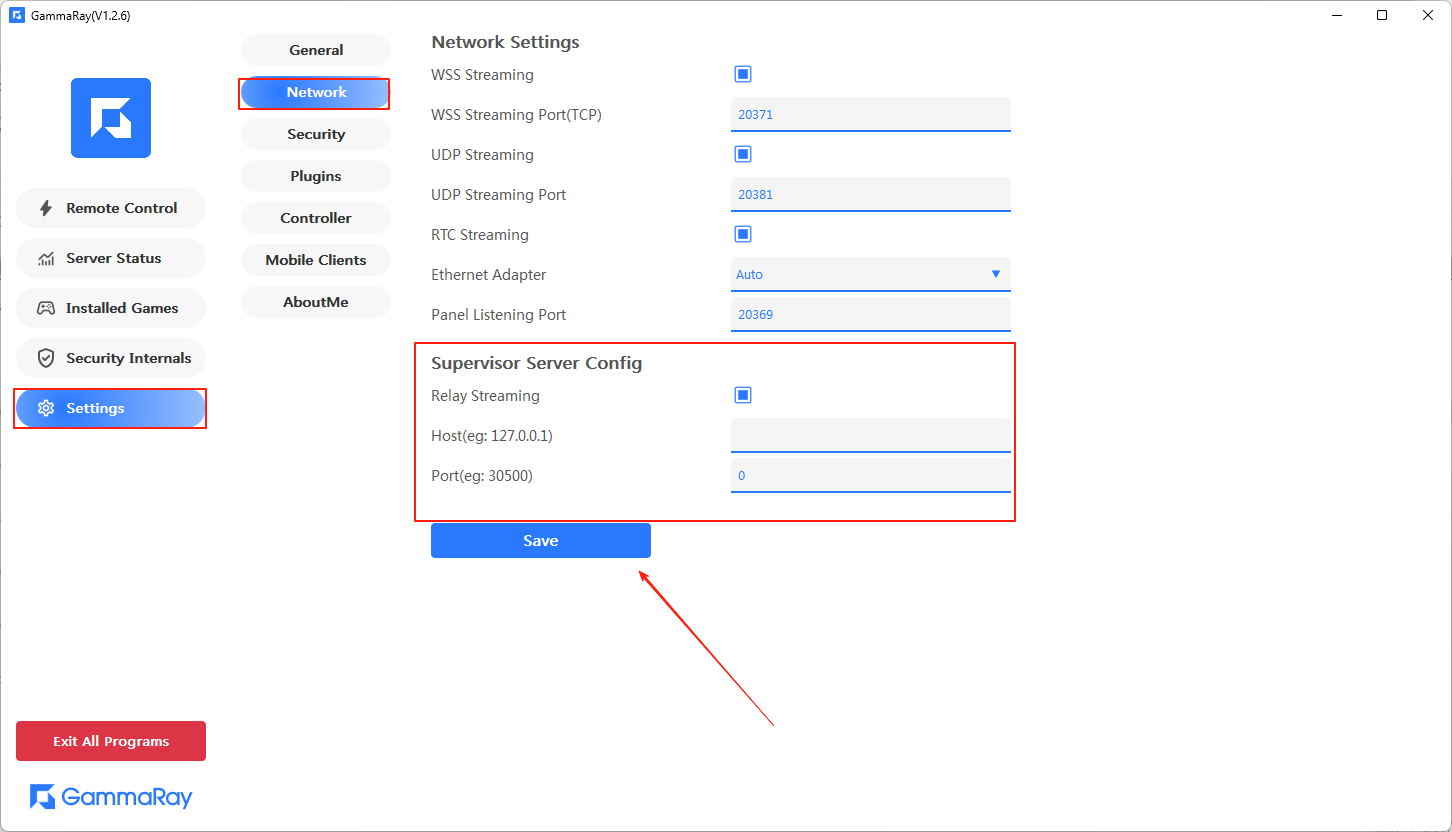 GammaRay(V1.2.6)
Remote Control
Server Status
Installed Games
Security Internals
Settings
Exit All Programs
GammaRay
General
Network
Security
Plugins
Controller
Mobile Clients
AboutMe
Network Settings
WSS Streaming
WSS Streaming Port(TCP) 20371
UDP Streaming
UDP Streaming Port 20381
RTC Streaming
Ethernet Adapter Auto
Panel Listening Port 20369
Supervisor Server Config
Relay Streaming
Host(eg: 127.0.0.1)
Port(eg: 30500) 0
Save